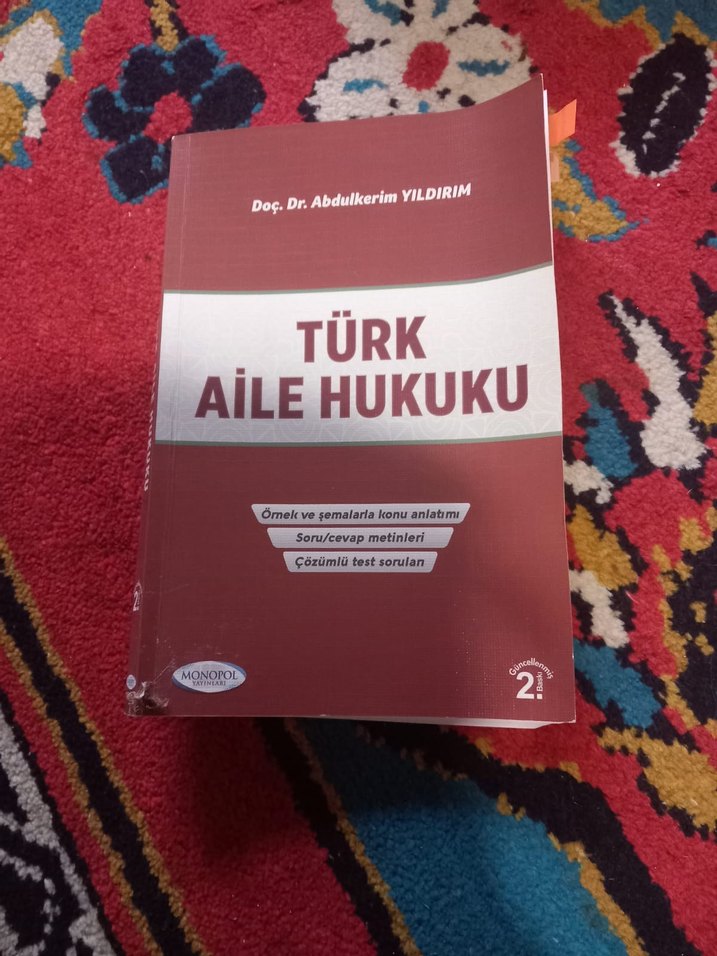 Doç. Dr. Abdulkerim YILDIRIM
TÜRK
AİLE HUKUKU
Örnek ve şemalarla konu anlatımı
Soru/cevap metinleri
Çözümlü test soruları
MONOPOL
YAYINLARI
Güncellenmiş
2. Baskı